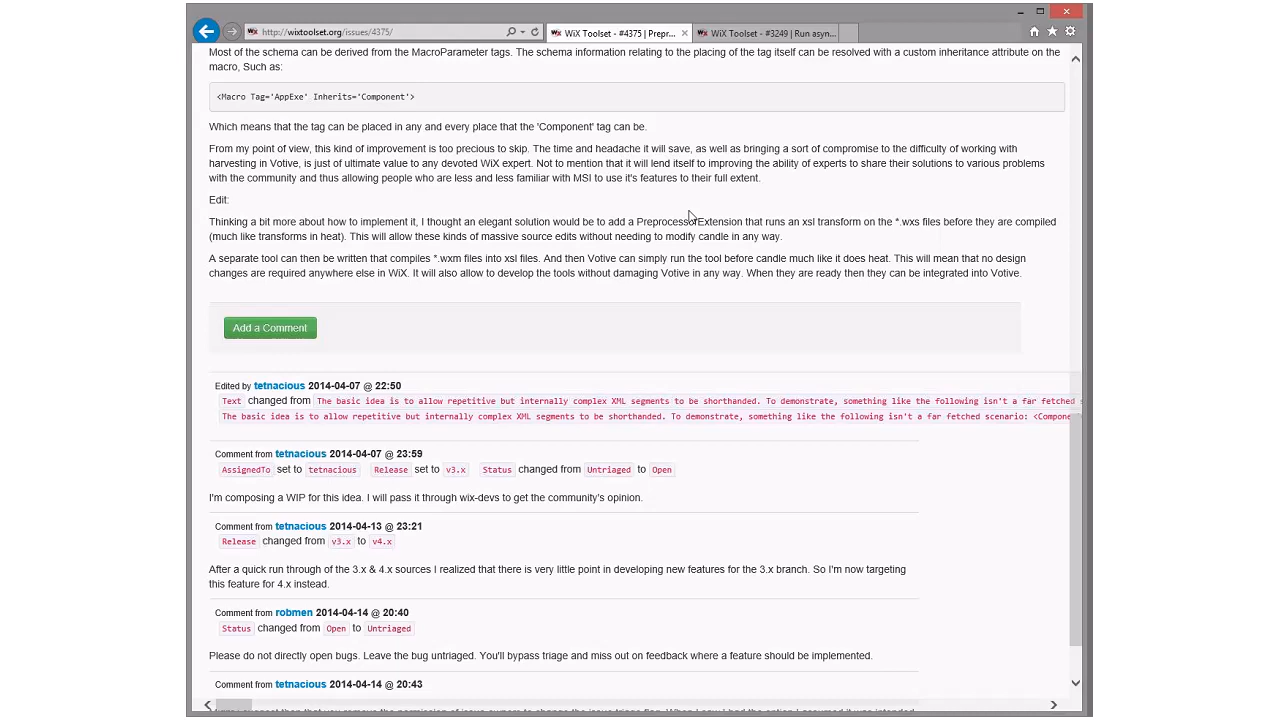 http://wixtoolset.org/issues/4375/
WiX Toolset - #4375 | Prepr...
WiX Toolset - #3249 | Run asyn...
Most of the schema can be derived from the MacroParameter tags. The schema information relating to the placing of the tag itself can be resolved with a custom inheritance attribute on the
macro, Such as:
<Macro Tag='AppExe' Inherits='Component'>
Which means that the tag can be placed in any and every place that the 'Component' tag can be.
From my point of view, this kind of improvement is too precious to skip. The time and headache it will save, as well as bringing a sort of compromise to the difficulty of working with
harvesting in Votive, is just of ultimate value to any devoted WiX expert. Not to mention that it will lend itself to improving the ability of experts to share their solutions to various problems
with the community and thus allowing people who are less and less familiar with MSI to use it's features to their full extent.
Edit:
Thinking a bit more about how to implement it, I thought an elegant solution would be to add a PreprocessorExtension that runs an xsl transform on the *.wxs files before they are compiled
(much like transforms in heat). This will allow these kinds of massive source edits without needing to modify candle in any way.
A separate tool can then be written that compiles *.wxm files into xsl files. And then Votive can simply run the tool before candle much like it does heat. This will mean that no design
changes are required anywhere else in WiX. It will also allow to develop the tools without damaging Votive in any way. When they are ready then they can be integrated into Votive.
Add a Comment
Edited by tetnacious 2014-04-07 @ 22:50
Text changed from The basic idea is to allow repetitive but internally complex XML segments to be shorthanded. To demonstrate, something like the following isn't a far fetched s
The basic idea is to allow repetitive but internally complex XML segments to be shorthanded. To demonstrate, something like the following isn't a far fetched scenario: <Compone
Comment from tetnacious 2014-04-07 @ 23:59
AssignedTo set to tetnacious Release set to v3.x Status changed from Untriaged to Open
I'm composing a WIP for this idea. I will pass it through wix-devs to get the community's opinion.
Comment from tetnacious 2014-04-13 @ 23:21
Release changed from v3.x to v4.x
After a quick run through of the 3.x & 4.x sources I realized that there is very little point in developing new features for the 3.x branch. So I'm now targeting
this feature for 4.x instead.
Comment from robmen 2014-04-14 @ 20:40
Status changed from Open to Untriaged
Please do not directly open bugs. Leave the bug untriaged. You'll bypass triage and miss out on feedback where a feature should be implemented.
Comment from tetnacious 2014-04-14 @ 20:43